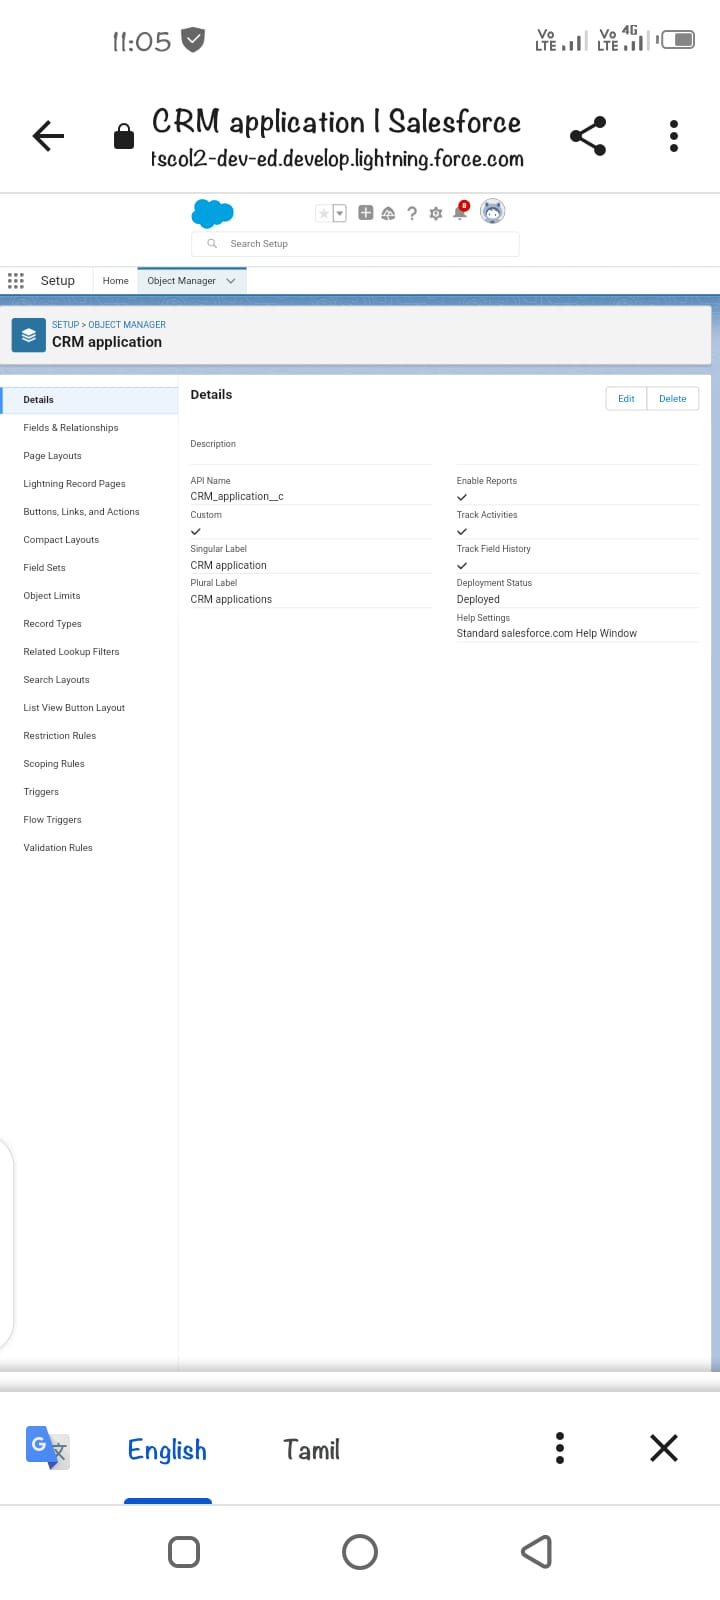 11:05
Vo
LTE
Vo 4G
LTE
CRM application | Salesforce
tscol2-dev-ed.develop.lightning.force.com
8
Search Setup
Setup
Home
Object Manager
SETUP > OBJECT MANAGER
CRM application
Details
Fields & Relationships
Page Layouts
Lightning Record Pages
Buttons, Links, and Actions
Compact Layouts
Field Sets
Object Limits
Record Types
Related Lookup Filters
Search Layouts
List View Button Layout
Restriction Rules
Scoping Rules
Triggers
Flow Triggers
Validation Rules
Details
Edit
Delete
Description
API Name
CRM_application__c
Custom
Singular Label
CRM application
Plural Label
CRM applications
Enable Reports
Track Activities
Track Field History
Deployment Status
Deployed
Help Settings
Standard salesforce.com Help Window
G 文
English
Tamil